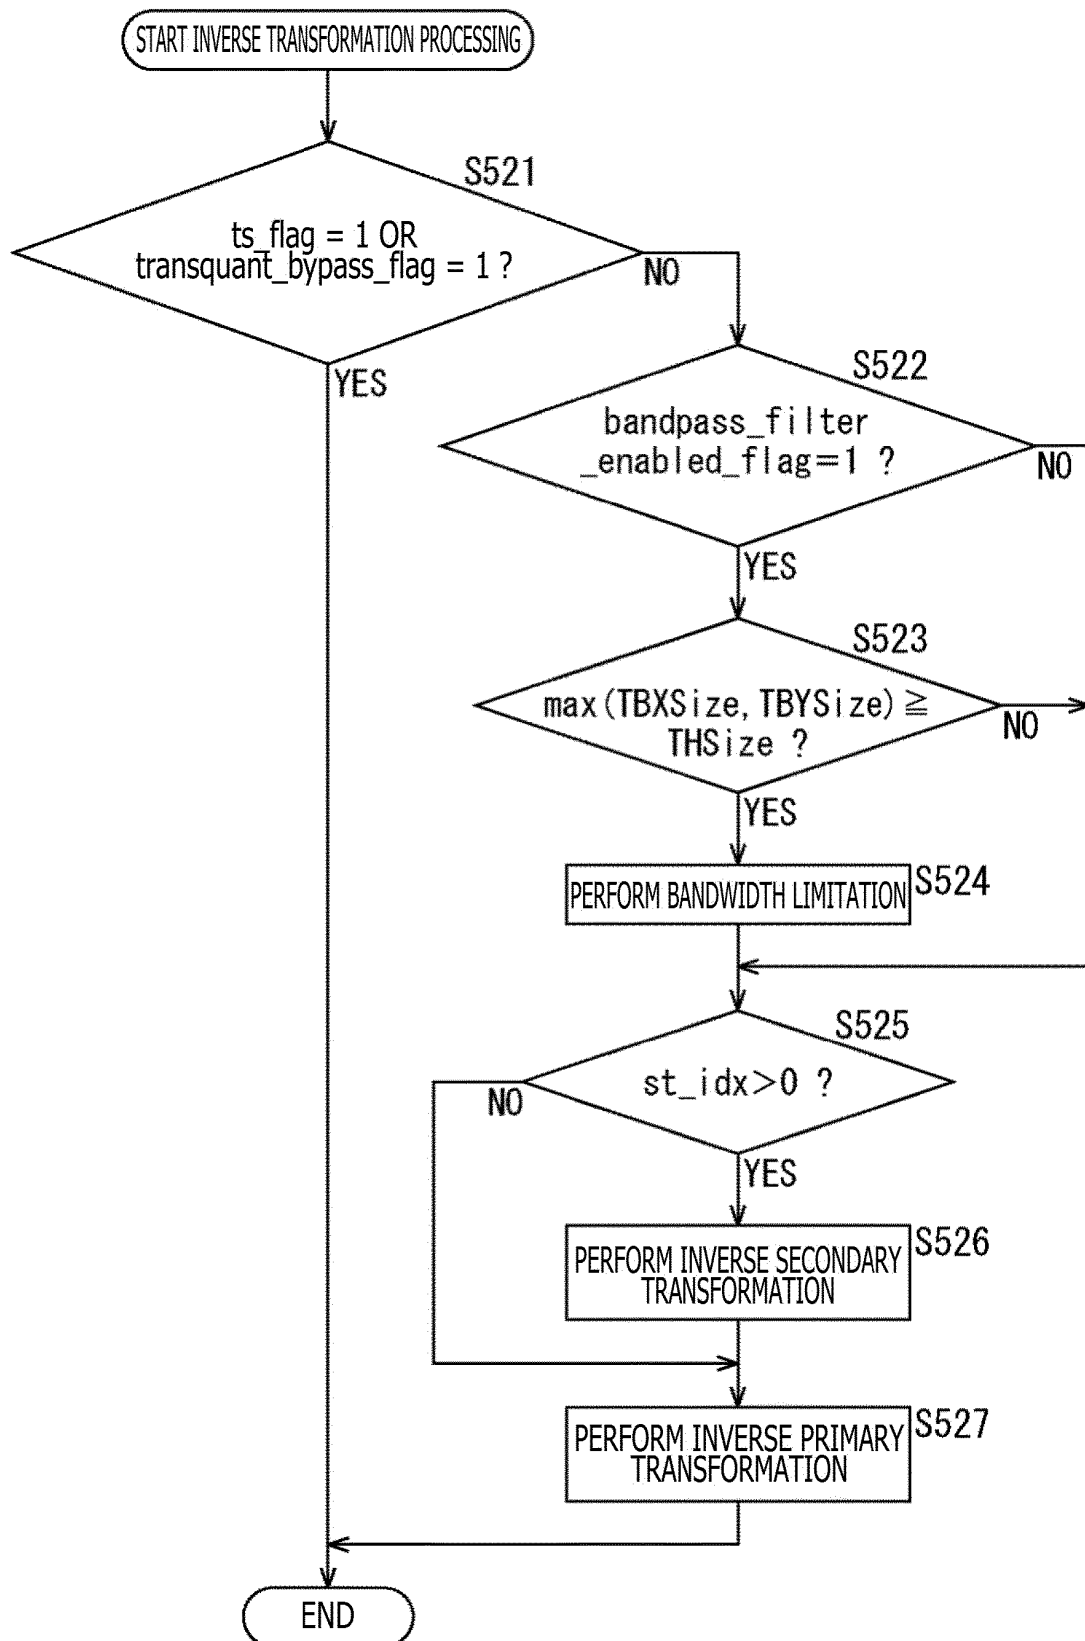 START INVERSE TRANSFORMATION PROCESSING
S521
ts_flag = 1 OR
transquant_bypass_flag = 1 ?
NO
YES
S522
bandpass_filter
_enabled_flag=1 ?
NO
YES
S523
max(TBXSize, TBYSize)≧
THSize ?
NO
YES
PERFORM BANDWIDTH LIMITATION
S524
S525
st_idx>0 ?
NO
YES
S526
PERFORM INVERSE SECONDARY
TRANSFORMATION
S527
PERFORM INVERSE PRIMARY
TRANSFORMATION
END